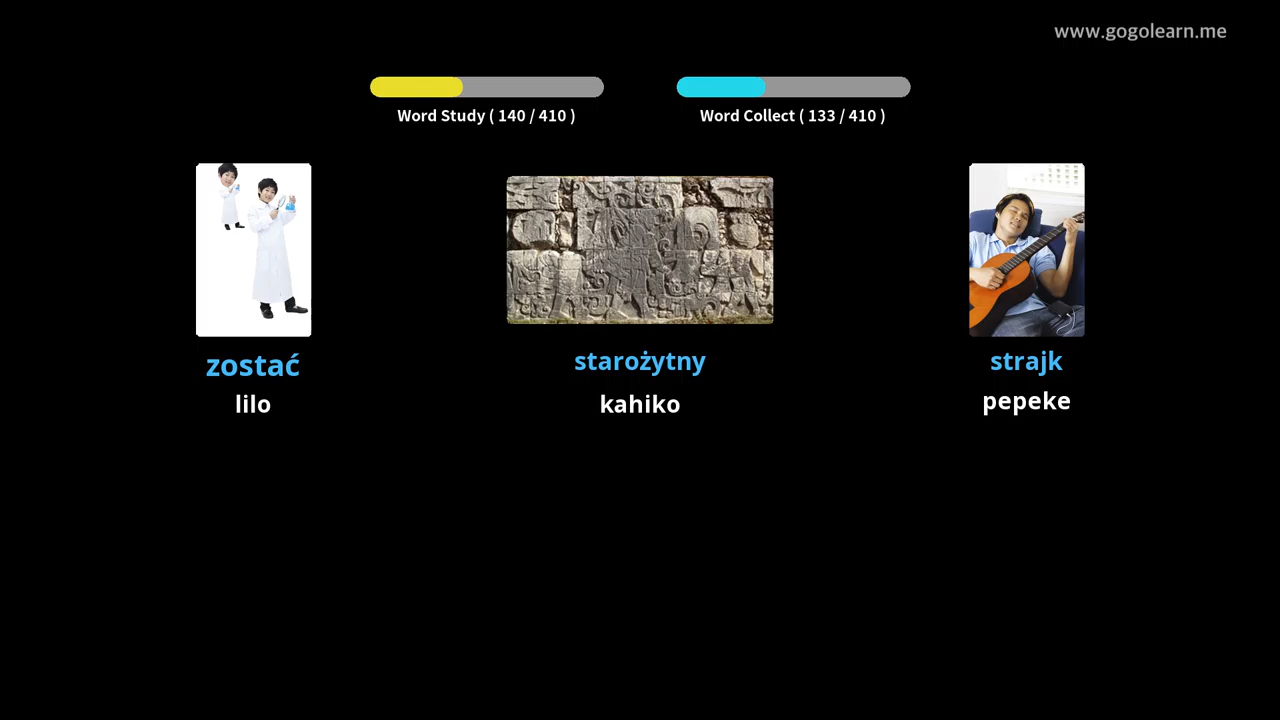 www.gogolearn.me
Word Study ( 140 / 410 )
Word Collect ( 133 / 410 )
zostać
starożytny
strajk
lilo
kahiko
pepeke